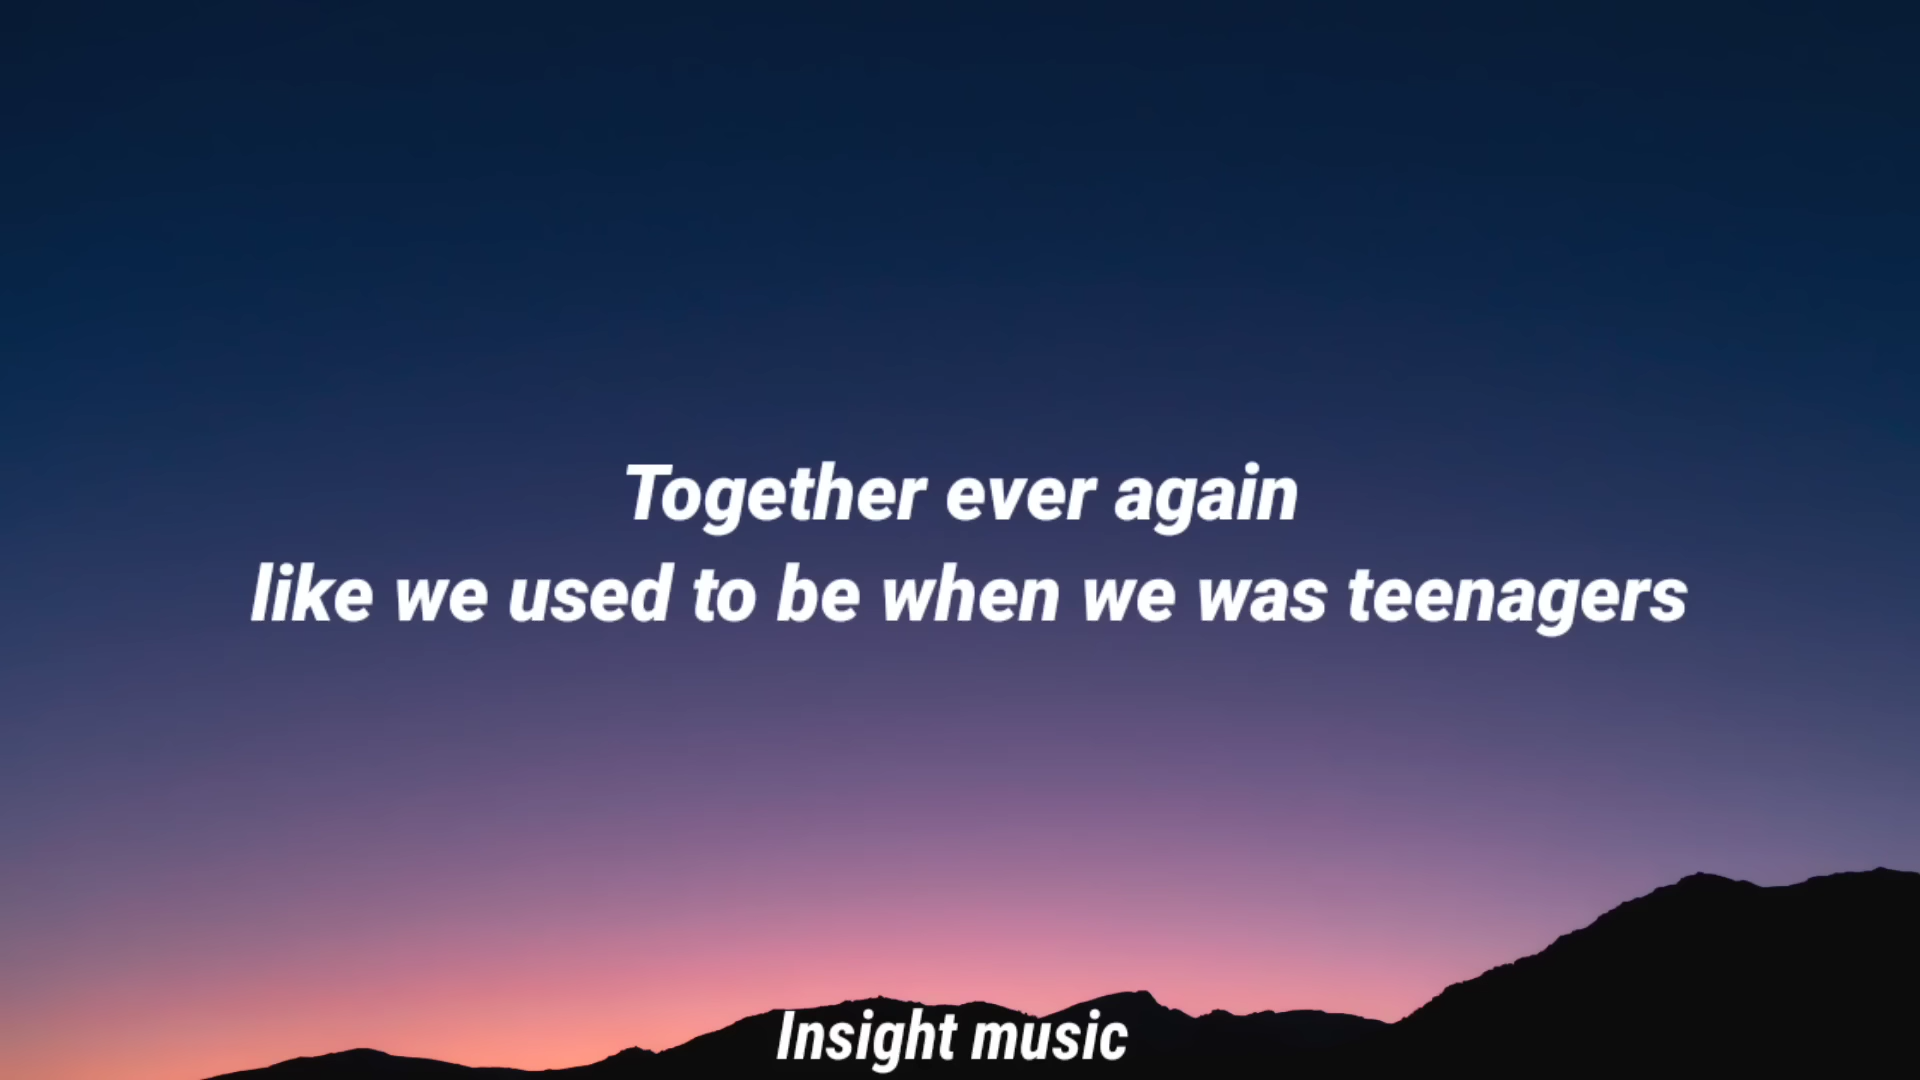 Together ever again
like we used to be when we was teenagers
Insight music